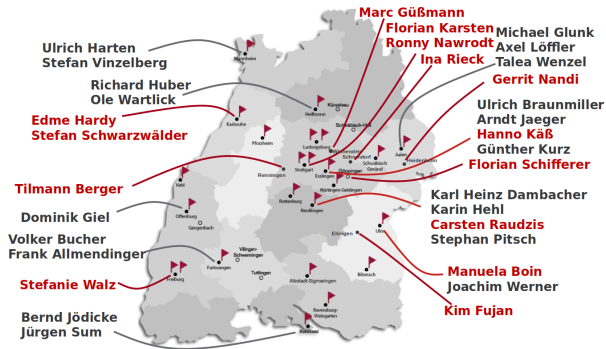 Marc Güßmann
Florian Karsten
Ronny Nawrodt
Ina Rieck
Michael Glunk
Axel Löffler
Talea Wenzel
Gerrit Nandi
Ulrich Harten
Stefan Vinzelberg
Richard Huber
Ole Wartlick
Edme Hardy
Stefan Schwarzwälder
Ulrich Braunmiller
Arndt Jaeger
Hanno Käß
Günther Kurz
Florian Schifferer
Tilmann Berger
Dominik Giel
Volker Bucher
Frank Allmendinger
Stefanie Walz
Bernd Jödicke
Jürgen Sum
Karl Heinz Dambacher
Karin Hehl
Carsten Raudzis
Stephan Pitsch
Manuela Boin
Joachim Werner
Kim Fujan
Mannheim
Heilbronn
Künzelsau
Schwäbisch Hall
Karlsruhe
Pforzheim
Ludwigsburg
Schorndorf
Aalen
Heidenheim
Stuttgart
Esslingen
Göppingen
Schwäbisch
Gmünd
Renningen
Nürtingen-Geislingen
Kehl
Rottenburg
Reutlingen
Offenburg
Gengenbach
Ulm
Ehingen
Villingen-
Schwenningen
Furtwangen
Tuttlingen
Freiburg
Albstadt-Sigmaringen
Biberach
Ravensburg-
Weingarten
Konstanz